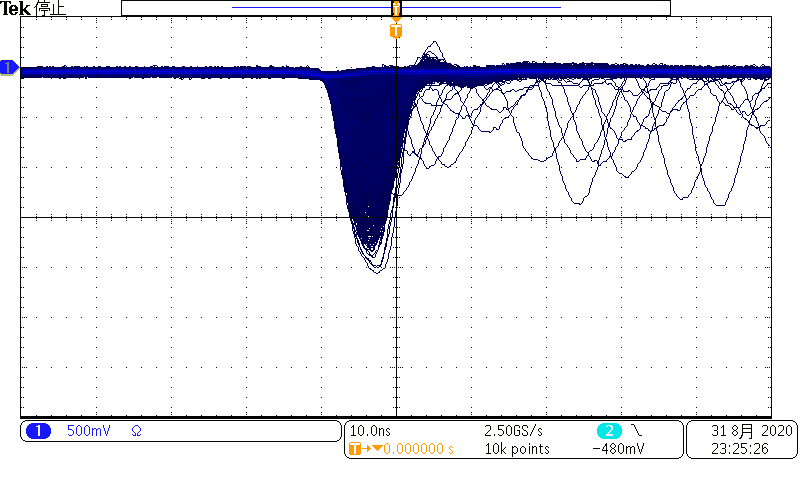 Tek 停止
T
T
1
1 500mV Ω
10.0ns 2.50GS/s 2
T→▼0.000000 s 10k points −480mV
31 8月 2020
23:25:26